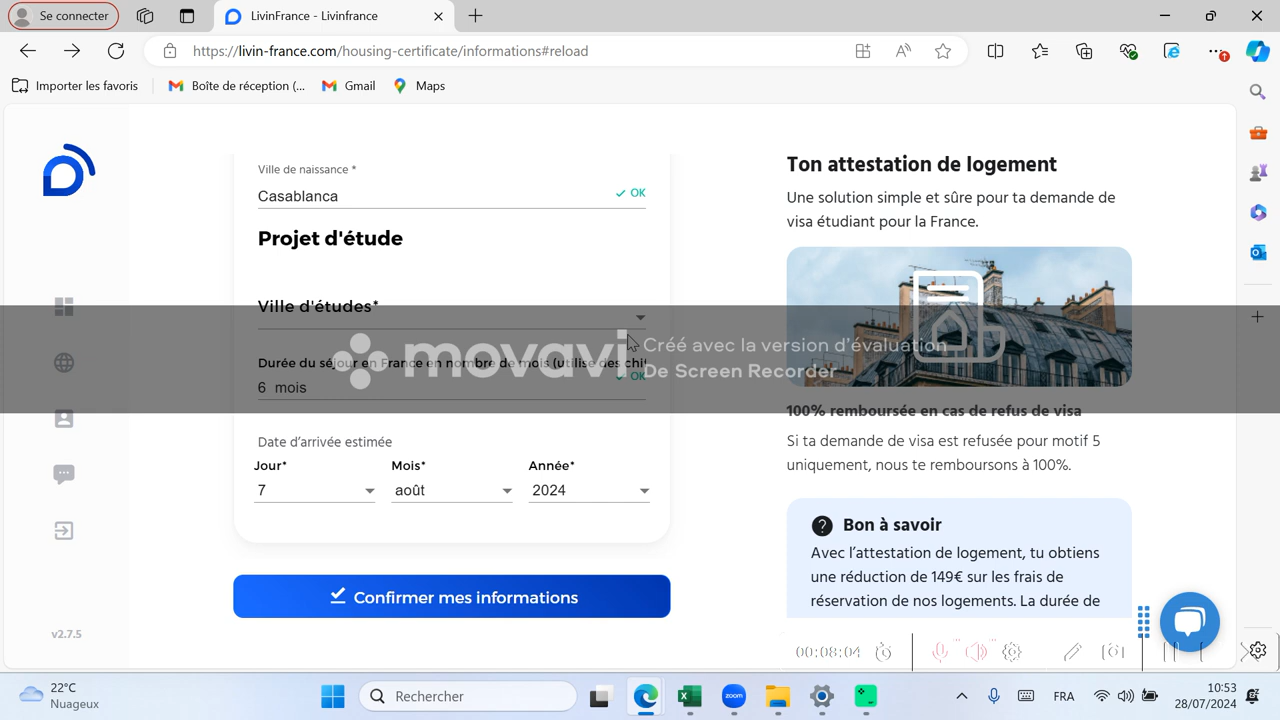 Se connecter
LivinFrance - Livinfrance
https://livin-france.com/housing-certificate/informations#reload
Importer les favoris
Boîte de réception (...
Gmail
Maps
Ville de naissance *
Casablanca
OK
Projet d'étude
Ville d'études*
Durée du séjour en France en nombre de mois (utilise des chif
6 mois
OK
Date d’arrivée estimée
Jour*
Mois*
Année*
7
août
2024
Confirmer mes informations
v2.7.5
Ton attestation de logement
Une solution simple et sûre pour ta demande de
visa étudiant pour la France.
movavi
Créé avec la version d’évaluation
De Screen Recorder
100% remboursée en cas de refus de visa
Si ta demande de visa est refusée pour motif 5
uniquement, nous te remboursons à 100%.
Bon à savoir
Avec l’attestation de logement, tu obtiens
une réduction de 149€ sur les frais de
réservation de nos logements. La durée de
00:08:04
22°C
Nuageux
Rechercher
zoom
FRA
10:53
28/07/2024